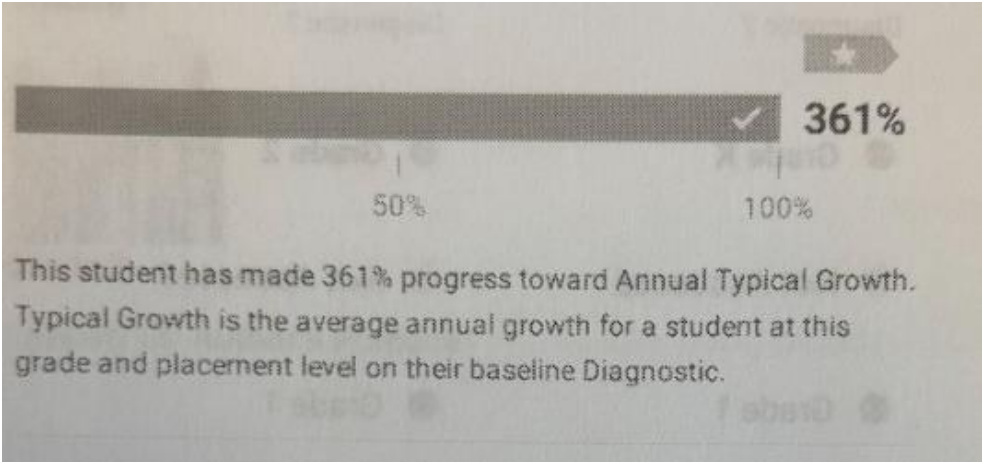 361%
50%
100%
This student has made 361% progress toward Annual Typical Growth.
Typical Growth is the average annual growth for a student at this
grade and placement level on their baseline Diagnostic.